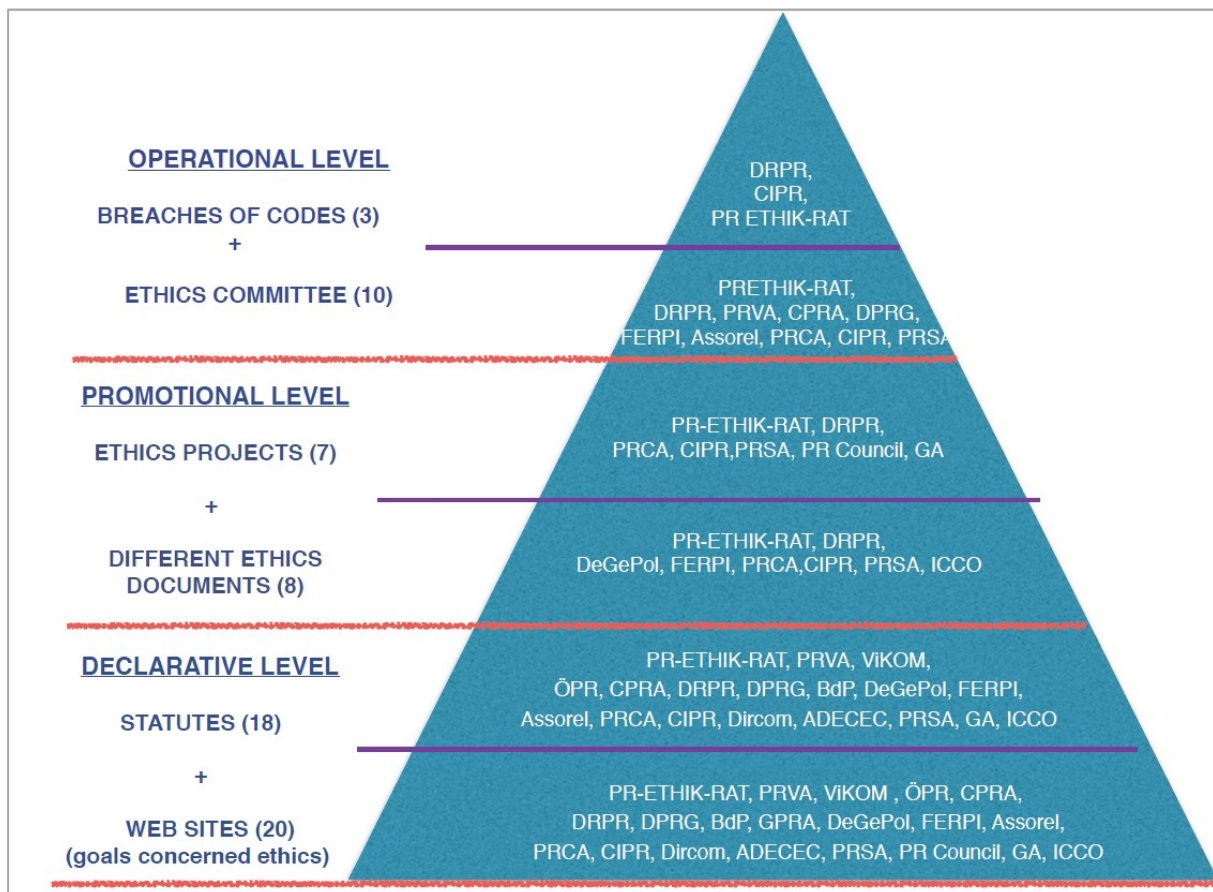 OPERATIONAL LEVEL
BREACHES OF CODES (3)
+
ETHICS COMMITTEE (10)
DRPR,
CIPR,
PR ETHIK-RAT
PRETHIK-RAT,
DRPR, PRVA, CPRA, DPRG,
FERPI, Assorel, PRCA, CIPR, PRSA
PROMOTIONAL LEVEL
ETHICS PROJECTS (7)
+
DIFFERENT ETHICS
DOCUMENTS (8)
PR-ETHIK-RAT, DRPR,
PRCA, CIPR,PRSA, PR Council, GA
PR-ETHIK-RAT, DRPR,
DeGePol, FERPI, PRCA,CIPR, PRSA, ICCO
DECLARATIVE LEVEL
STATUTES (18)
+
WEB SITES (20)
(goals concerned ethics)
PR-ETHIK-RAT, PRVA, ViKOM,
ÖPR, CPRA, DRPR, DPRG, BdP, DeGePol, FERPI,
Assorel, PRCA, CIPR, Dircom, ADECEC, PRSA, GA, ICCO
PR-ETHIK-RAT, PRVA, ViKOM , ÖPR, CPRA,
DRPR, DPRG, BdP, GPRA, DeGePol, FERPI, Assorel,
PRCA, CIPR, Dircom, ADECEC, PRSA, PR Council, GA, ICCO